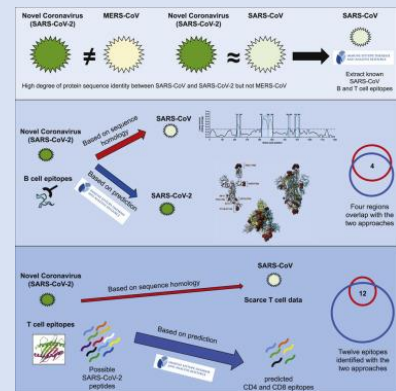 Novel Coronavirus
(SARS-CoV-2)
MERS-CoV
Novel Coronavirus
(SARS-CoV-2)
SARS-CoV
SARS-CoV
≠
≈
High degree of protein sequence identity between SARS-CoV and SARS-CoV-2 but not MERS-CoV
Extract known
SARS-CoV
B and T cell epitopes
Novel Coronavirus
(SARS-CoV-2)
Based on sequence
homology
SARS-CoV
B cell epitopes
Based on prediction
SARS-CoV-2
4
Four regions
overlap with the
two approaches
Novel Coronavirus
(SARS-CoV-2)
Based on sequence homology
SARS-CoV
Scarce T cell data
12
T cell epitopes
Based on prediction
Possible
SARS-CoV-2
peptides
predicted
CD4 and CD8 epitopes
Twelve epitopes
identified with the
two approaches